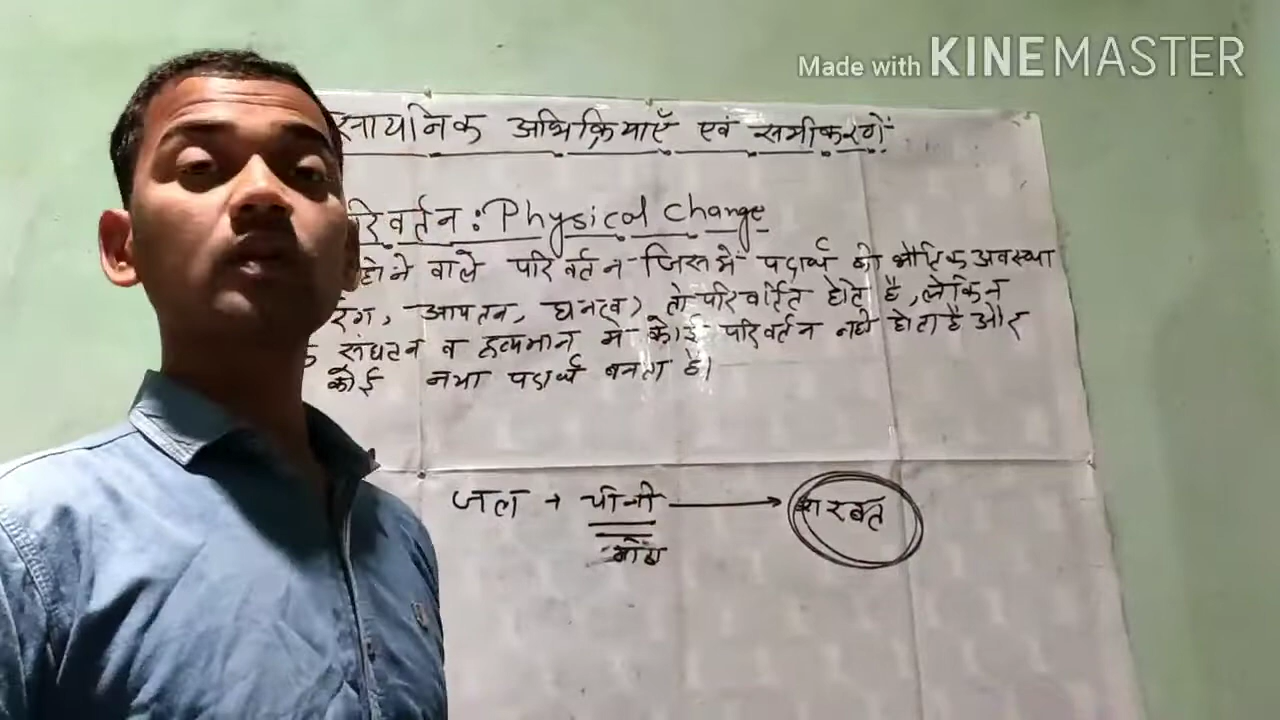 Made with KINEMASTER
सायनिक अभिक्रियाएँ एवं समीकरणें
रिवर्तन : Physical change
होने वाले परिवर्तन जिसमें पदार्थ की भौतिक अवस्था
रंग, आयतन, घनत्व) तो परिवर्तित होते है, लेकिन
संघटन व द्रव्यमान मे कोई परिवर्तन नही होता है और
कोई नया पदार्थ बनता है।
जल + चीनी → शरबत